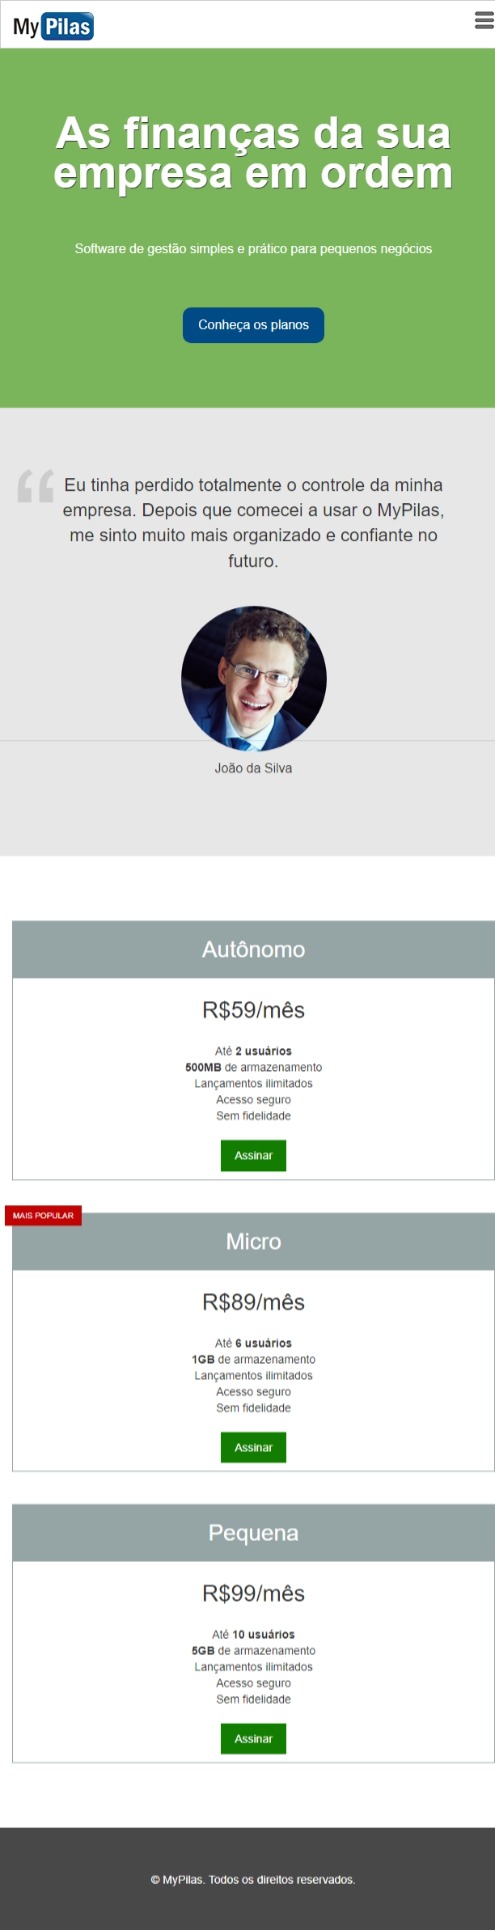 My Pilas
As finanças da sua
empresa em ordem
Software de gestão simples e prático para pequenos negócios
Conheça os planos
“ Eu tinha perdido totalmente o controle da minha
empresa. Depois que comecei a usar o MyPilas,
me sinto muito mais organizado e confiante no
futuro.
João da Silva
Autônomo
R$59/mês
Até 2 usuários
500MB de armazenamento
Lançamentos ilimitados
Acesso seguro
Sem fidelidade
Assinar
MAIS POPULAR
Micro
R$89/mês
Até 6 usuários
1GB de armazenamento
Lançamentos ilimitados
Acesso seguro
Sem fidelidade
Assinar
Pequena
R$99/mês
Até 10 usuários
5GB de armazenamento
Lançamentos ilimitados
Acesso seguro
Sem fidelidade
Assinar
© MyPilas. Todos os direitos reservados.